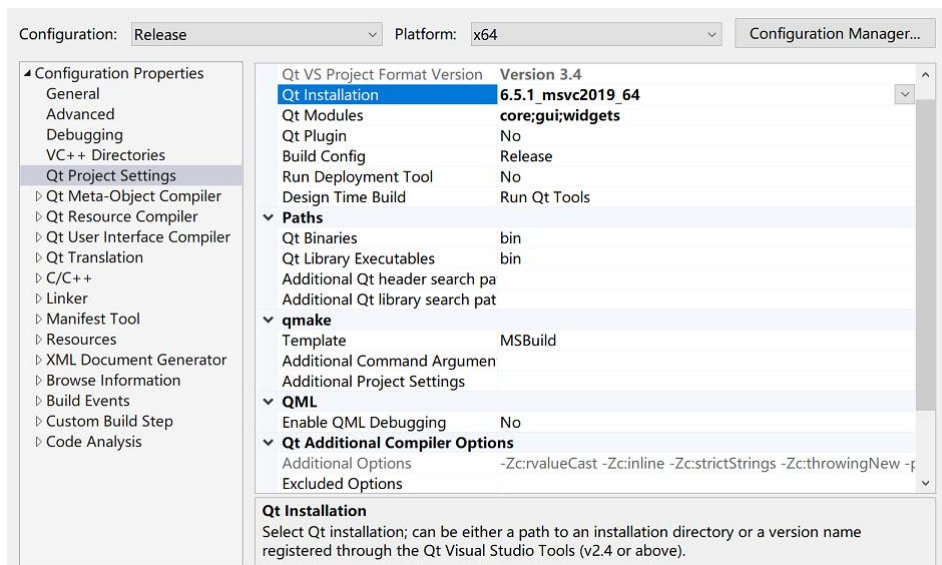 Configuration: Release Platform: x64 Configuration Manager...
Configuration Properties
General
Advanced
Debugging
VC++ Directories
Qt Project Settings
Qt Meta-Object Compiler
Qt Resource Compiler
Qt User Interface Compiler
Qt Translation
C/C++
Linker
Manifest Tool
Resources
XML Document Generator
Browse Information
Build Events
Custom Build Step
Code Analysis
Qt VS Project Format Version Version 3.4
Qt Installation 6.5.1_msvc2019_64
Qt Modules core;gui;widgets
Qt Plugin No
Build Config Release
Run Deployment Tool No
Design Time Build Run Qt Tools
Paths
Qt Binaries bin
Qt Library Executables bin
Additional Qt header search pa
Additional Qt library search pat
qmake
Template MSBuild
Additional Command Argumen
Additional Project Settings
QML
Enable QML Debugging No
Qt Additional Compiler Options
Additional Options -Zc:rvalueCast -Zc:inline -Zc:strictStrings -Zc:throwingNew -p
Excluded Options
Qt Installation
Select Qt installation; can be either a path to an installation directory or a version name
registered through the Qt Visual Studio Tools (v2.4 or above).